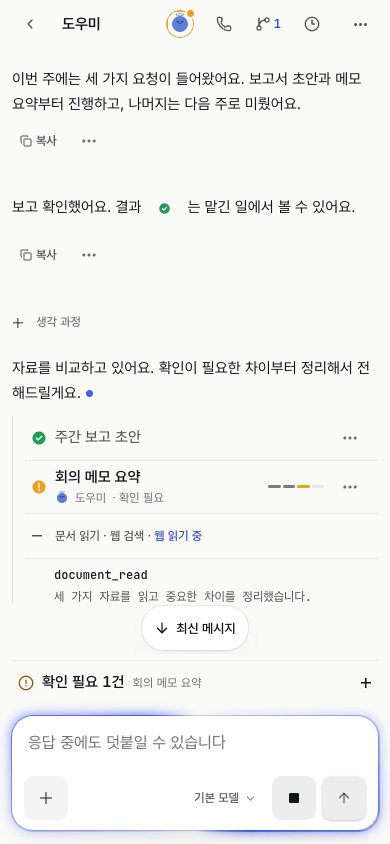 도우미
1
이번 주에는 세 가지 요청이 들어왔어요. 보고서 초안과 메모
요약부터 진행하고, 나머지는 다음 주로 미뤘어요.
복사
보고 확인했어요. 결과 는 맡긴 일에서 볼 수 있어요.
복사
생각 과정
자료를 비교하고 있어요. 확인이 필요한 차이부터 정리해서 전
해드릴게요.
주간 보고 초안
회의 메모 요약
도우미 · 확인 필요
문서 읽기 · 웹 검색 · 웹 읽기 중
document_read
세 가지 자료를 읽고 중요한 차이를 정리했습니다.
최신 메시지
확인 필요 1건 회의 메모 요약
응답 중에도 덧붙일 수 있습니다
기본 모델